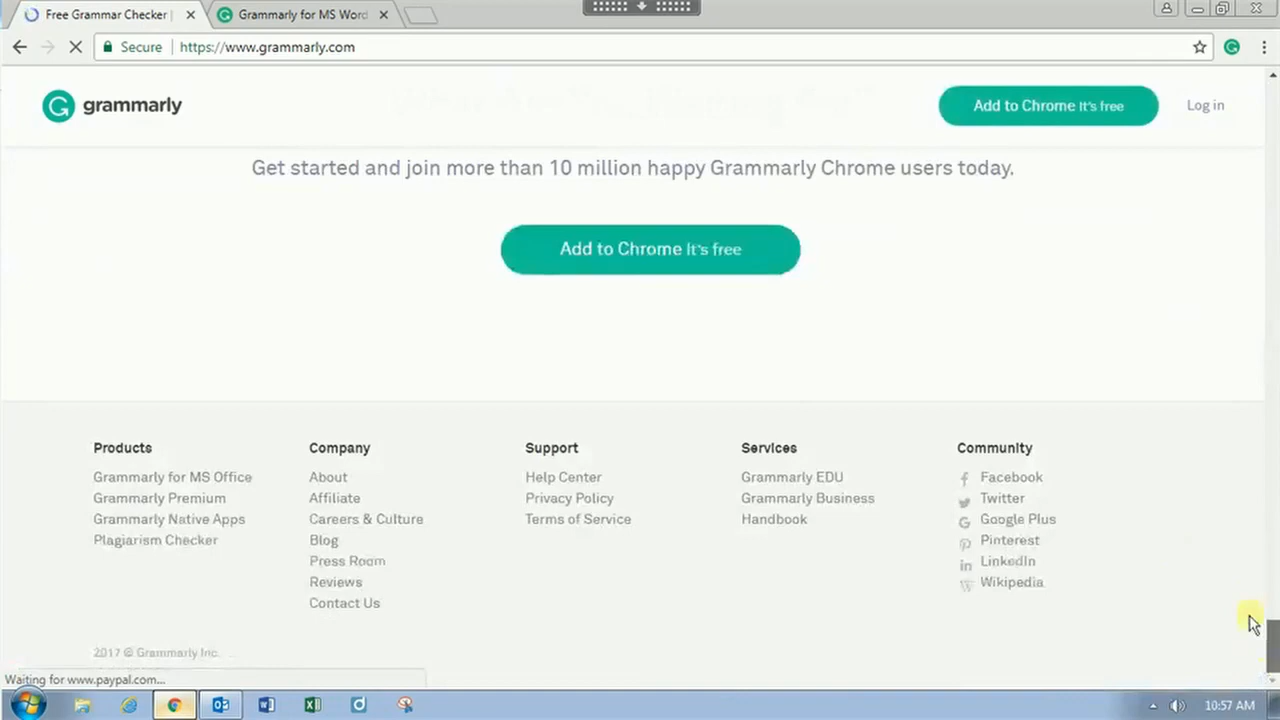 Free Grammar Checker |
Grammarly for MS Word
Secure
https://www.grammarly.com
grammarly
Add to Chrome It's free
Log in
Get started and join more than 10 million happy Grammarly Chrome users today.
Add to Chrome It's free
Products
Grammarly for MS Office
Grammarly Premium
Grammarly Native Apps
Plagiarism Checker
Company
About
Affiliate
Careers & Culture
Blog
Press Room
Reviews
Contact Us
Support
Help Center
Privacy Policy
Terms of Service
Services
Grammarly EDU
Grammarly Business
Handbook
Community
Facebook
Twitter
Google Plus
Pinterest
LinkedIn
Wikipedia
2017 © Grammarly Inc.
Waiting for www.paypal.com...
10:57 AM